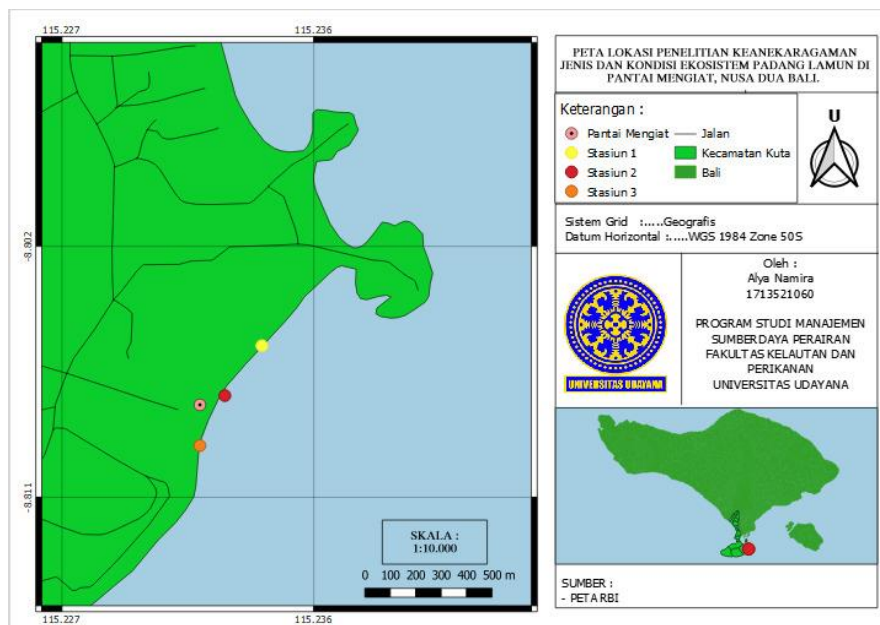 115.227
115.236
-8.802
-8.811
115.227
115.236
SKALA :
1:10.000
0 100 200 300 400 500 m
PETA LOKASI PENELITIAN KEANEKARAGAMAN
JENIS DAN KONDISI EKOSISTEM PADANG LAMUN DI
PANTAI MENGIAT, NUSA DUA BALI.
Keterangan :
Pantai Mengiat
Stasiun 1
Stasiun 2
Stasiun 3
Jalan
Kecamatan Kuta
Bali
U
Sistem Grid :.....Geografis
Datum Horizontal :.....WGS 1984 Zone 50S
UNIVERSITAS UDAYANA
Oleh :
Alya Namira
1713521060
PROGRAM STUDI MANAJEMEN
SUMBERDAYA PERAIRAN
FAKULTAS KELAUTAN DAN
PERIKANAN
UNIVERSITAS UDAYANA
SUMBER :
- PETA RBI